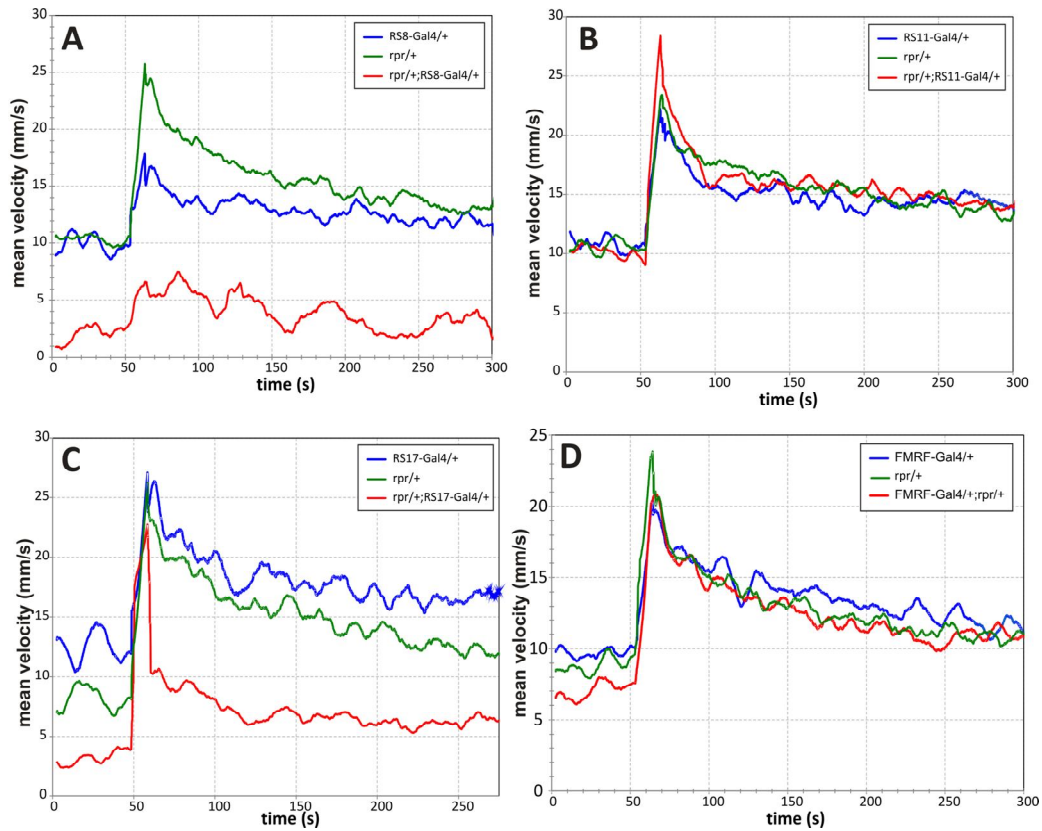 A
RS8-Gal4/+
rpr/+
rpr/+;RS8-Gal4/+
mean velocity (mm/s)
30
25
20
15
10
5
0
0 50 100 150 200 250 300
time (s)
B
RS11-Gal4/+
rpr/+
rpr/+;RS11-Gal4/+
mean velocity (mm/s)
30
25
20
15
10
5
0
0 50 100 150 200 250 300
time (s)
C
RS17-Gal4/+
rpr/+
rpr/+;RS17-Gal4/+
mean velocity (mm/s)
30
25
20
15
10
5
0
0 50 100 150 200 250
time (s)
D
FMRF-Gal4/+
rpr/+
FMRF-Gal4/+;rpr/+
mean velocity (mm/s)
25
20
15
10
5
0
0 50 100 150 200 250 300
time (s)